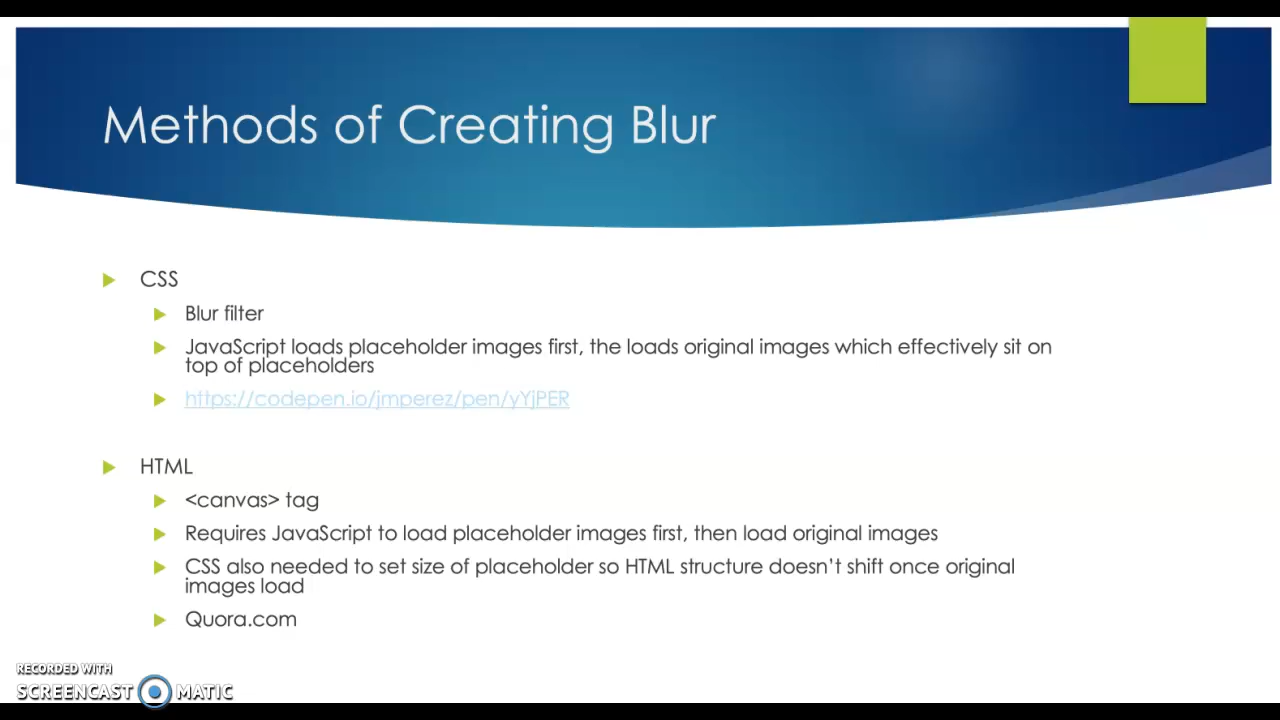 Methods of Creating Blur
CSS
Blur filter
JavaScript loads placeholder images first, the loads original images which effectively sit on
top of placeholders
https://codepen.io/jmperez/pen/yYjPER
HTML
<canvas> tag
Requires JavaScript to load placeholder images first, then load original images
CSS also needed to set size of placeholder so HTML structure doesn't shift once original
images load
Quora.com
RECORDED WITH
SCREENCAST MATIC